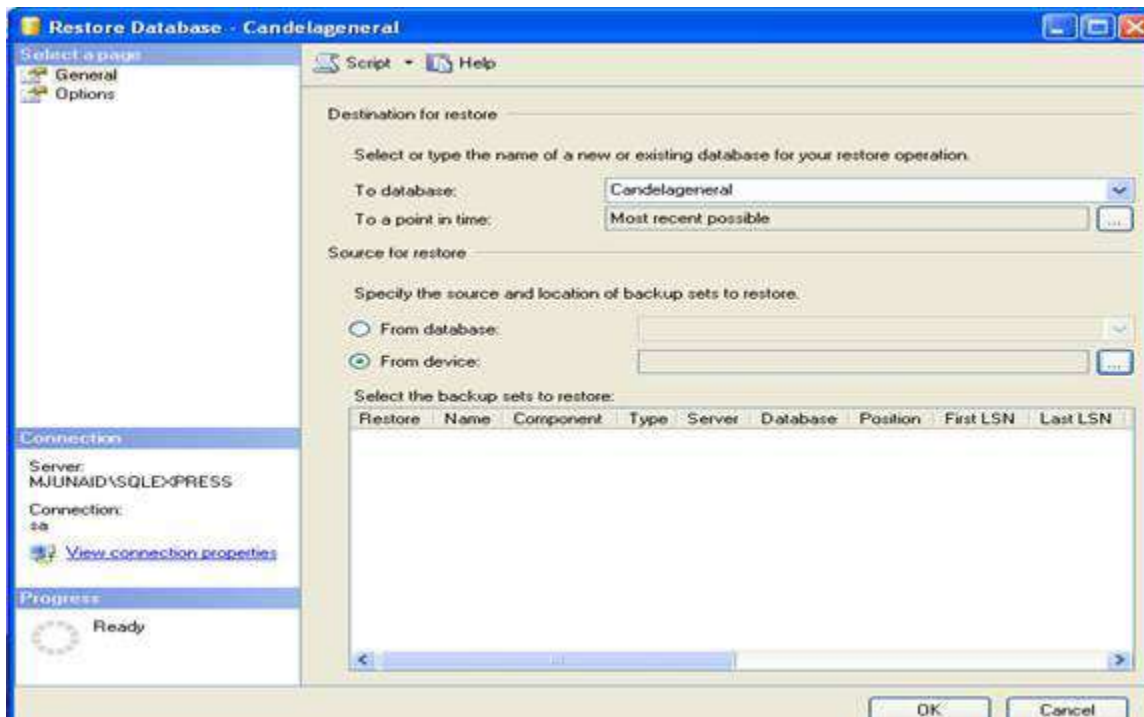 Restore Database - Candelageneral
Select a page
General
Options
Script Help
Destination for restore
Select or type the name of a new or existing database for your restore operation.
To database: Candelageneral
To a point in time: Most recent possible ...
Source for restore
Specify the source and location of backup sets to restore.
From database:
From device: ...
Select the backup sets to restore:
Restore Name Component Type Server Database Position First LSN Last LSN
Connection
Server:
MJUNAID\SQLEXPRESS
Connection:
sa
View connection properties
Progress
Ready
OK Cancel